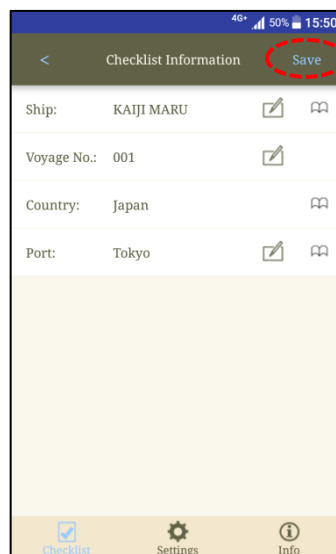 4G+ 50% 15:50
< Checklist Information Save
Ship: KAIJI MARU
Voyage No.: 001
Country: Japan
Port: Tokyo
Checklist Settings Info